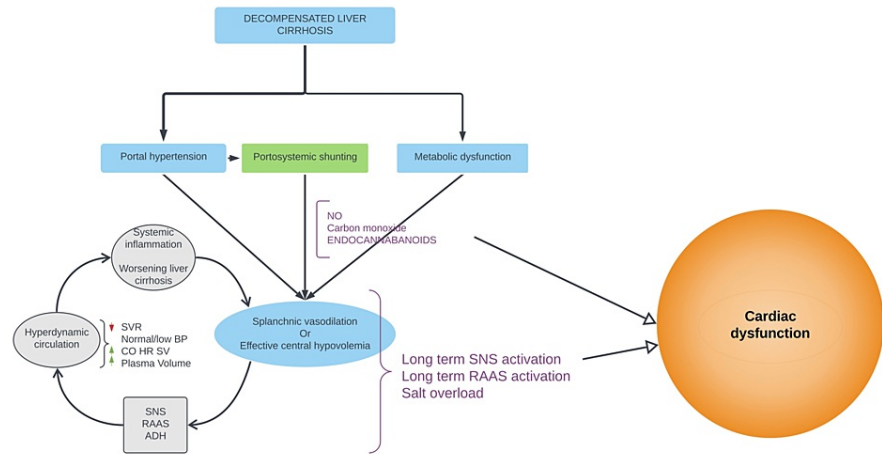 DECOMPENSATED LIVER
CIRRHOSIS
Portal hypertension
Portosystemic shunting
Metabolic dysfunction
NO
Carbon monoxide
ENDOCANNABANOIDS
Systemic
inflammation
Worsening liver
cirrhosis
Hyperdynamic
circulation
SVR
Normal/low BP
CO HR SV
Plasma Volume
Splanchnic vasodilation
Or
Effective central hypovolemia
SNS
RAAS
ADH
Long term SNS activation
Long term RAAS activation
Salt overload
Cardiac
dysfunction